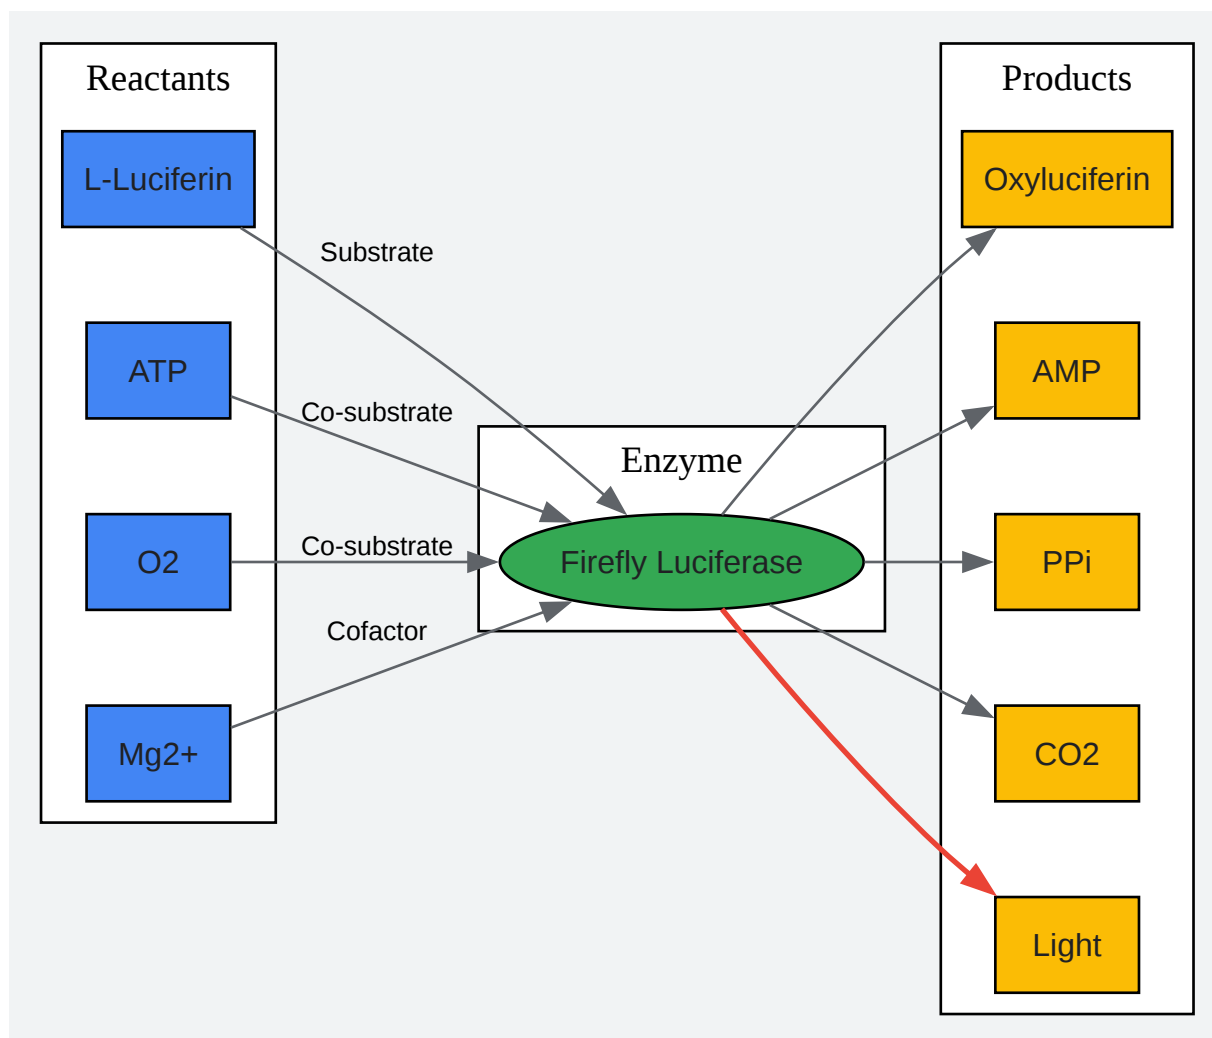 Reactants
L-Luciferin
ATP
O2
Mg2+
Substrate
Co-substrate
Co-substrate
Cofactor
Enzyme
Firefly Luciferase
Products
Oxyluciferin
AMP
PPi
CO2
Light